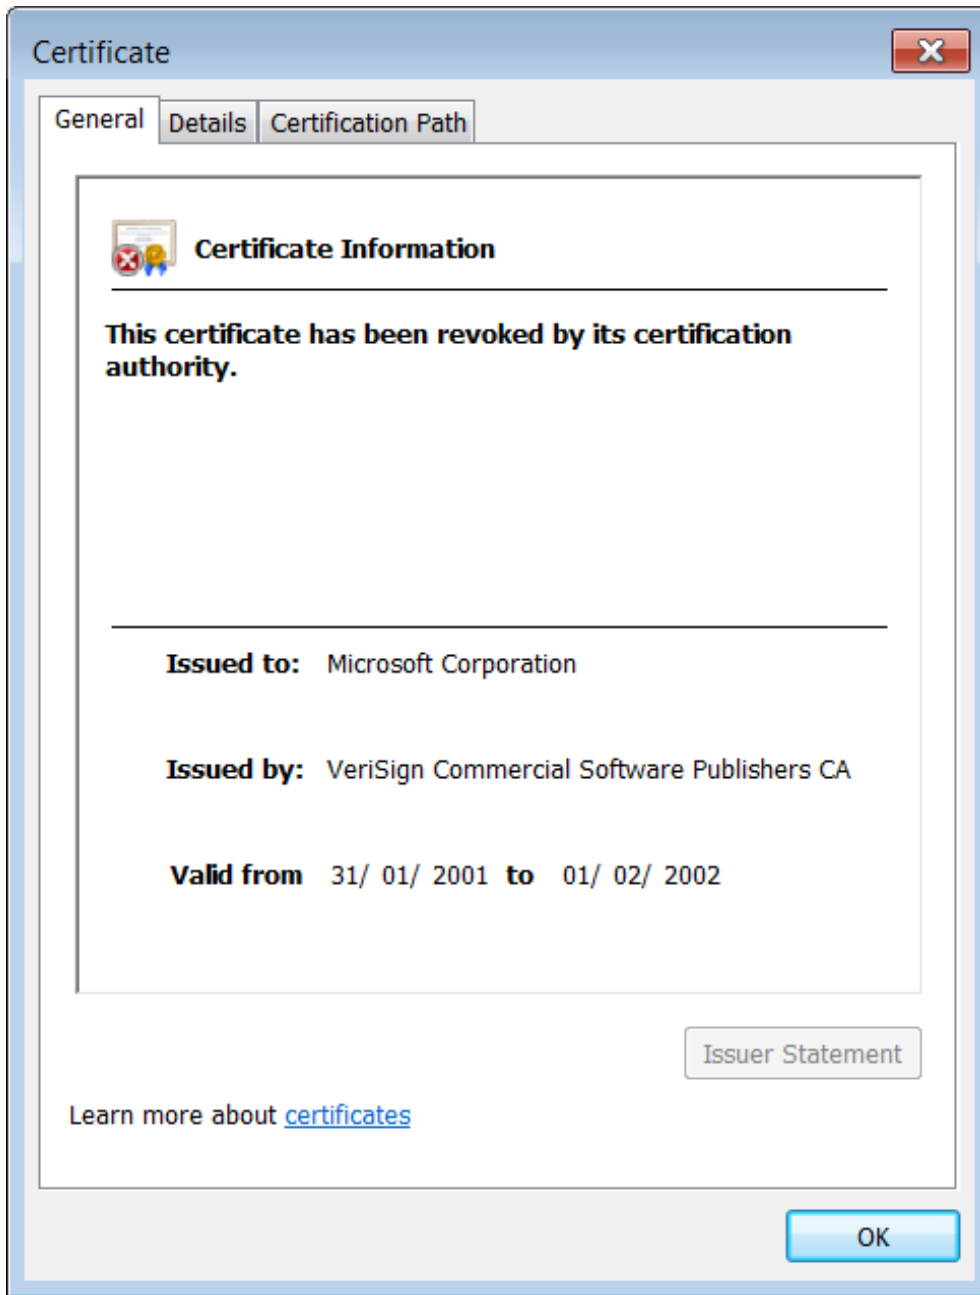 Certificate
General Details Certification Path
Certificate Information
This certificate has been revoked by its certification
authority.
Issued to: Microsoft Corporation
Issued by: VeriSign Commercial Software Publishers CA
Valid from 31/ 01/ 2001 to 01/ 02/ 2002
Issuer Statement
Learn more about certificates
OK